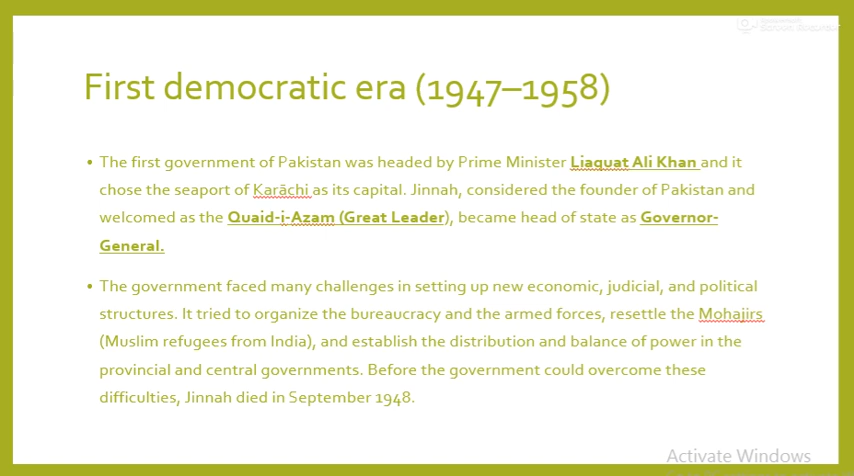 First democratic era (1947–1958)
• The first government of Pakistan was headed by Prime Minister Liaquat Ali Khan and it
chose the seaport of Karāchi as its capital. Jinnah, considered the founder of Pakistan and
welcomed as the Quaid-i-Azam (Great Leader), became head of state as Governor-
General.
• The government faced many challenges in setting up new economic, judicial, and political
structures. It tried to organize the bureaucracy and the armed forces, resettle the Mohajirs
(Muslim refugees from India), and establish the distribution and balance of power in the
provincial and central governments. Before the government could overcome these
difficulties, Jinnah died in September 1948.
Activate Windows